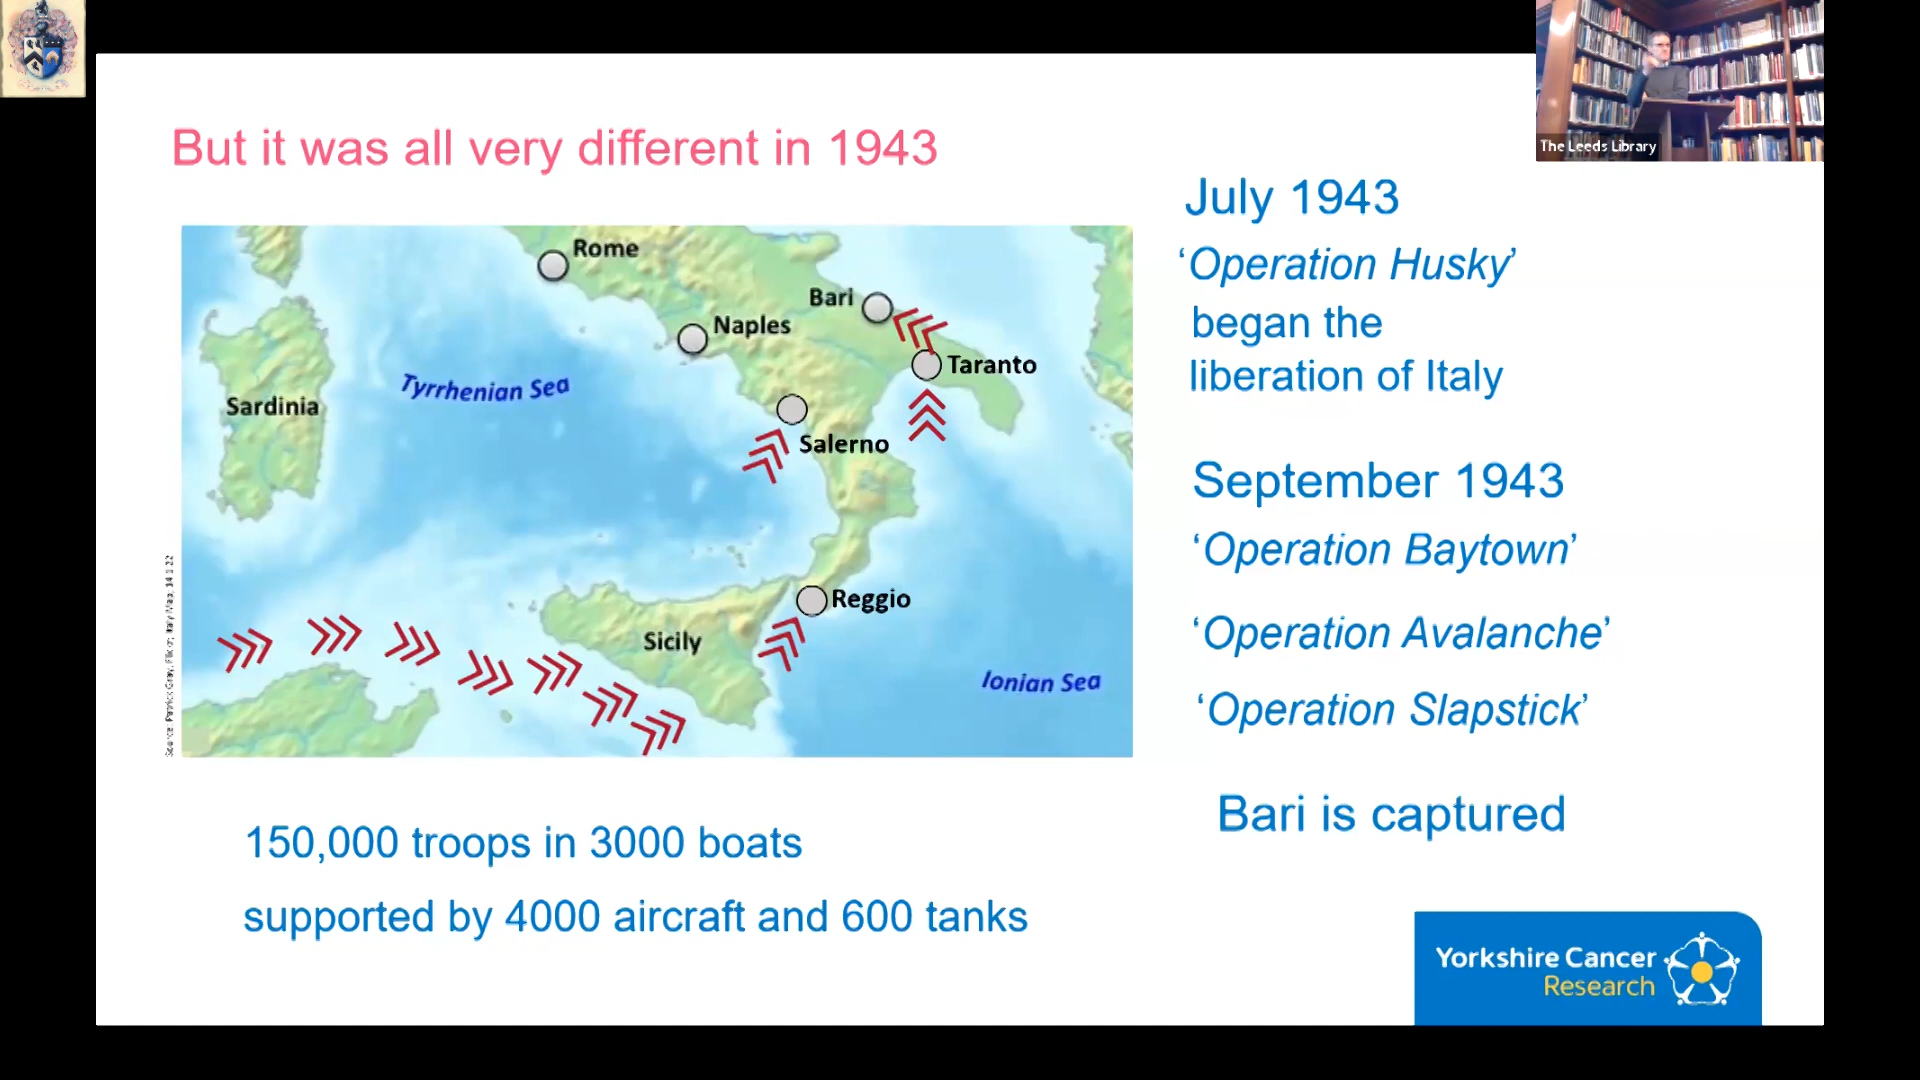 The Leeds Library
But it was all very different in 1943
Rome
Bari
Naples
Taranto
Tyrrhenian Sea
Sardinia
Salerno
Reggio
Sicily
Ionian Sea
150,000 troops in 3000 boats
supported by 4000 aircraft and 600 tanks
July 1943
‘Operation Husky’
began the
liberation of Italy
September 1943
‘Operation Baytown’
‘Operation Avalanche’
‘Operation Slapstick’
Bari is captured
Yorkshire Cancer
Research